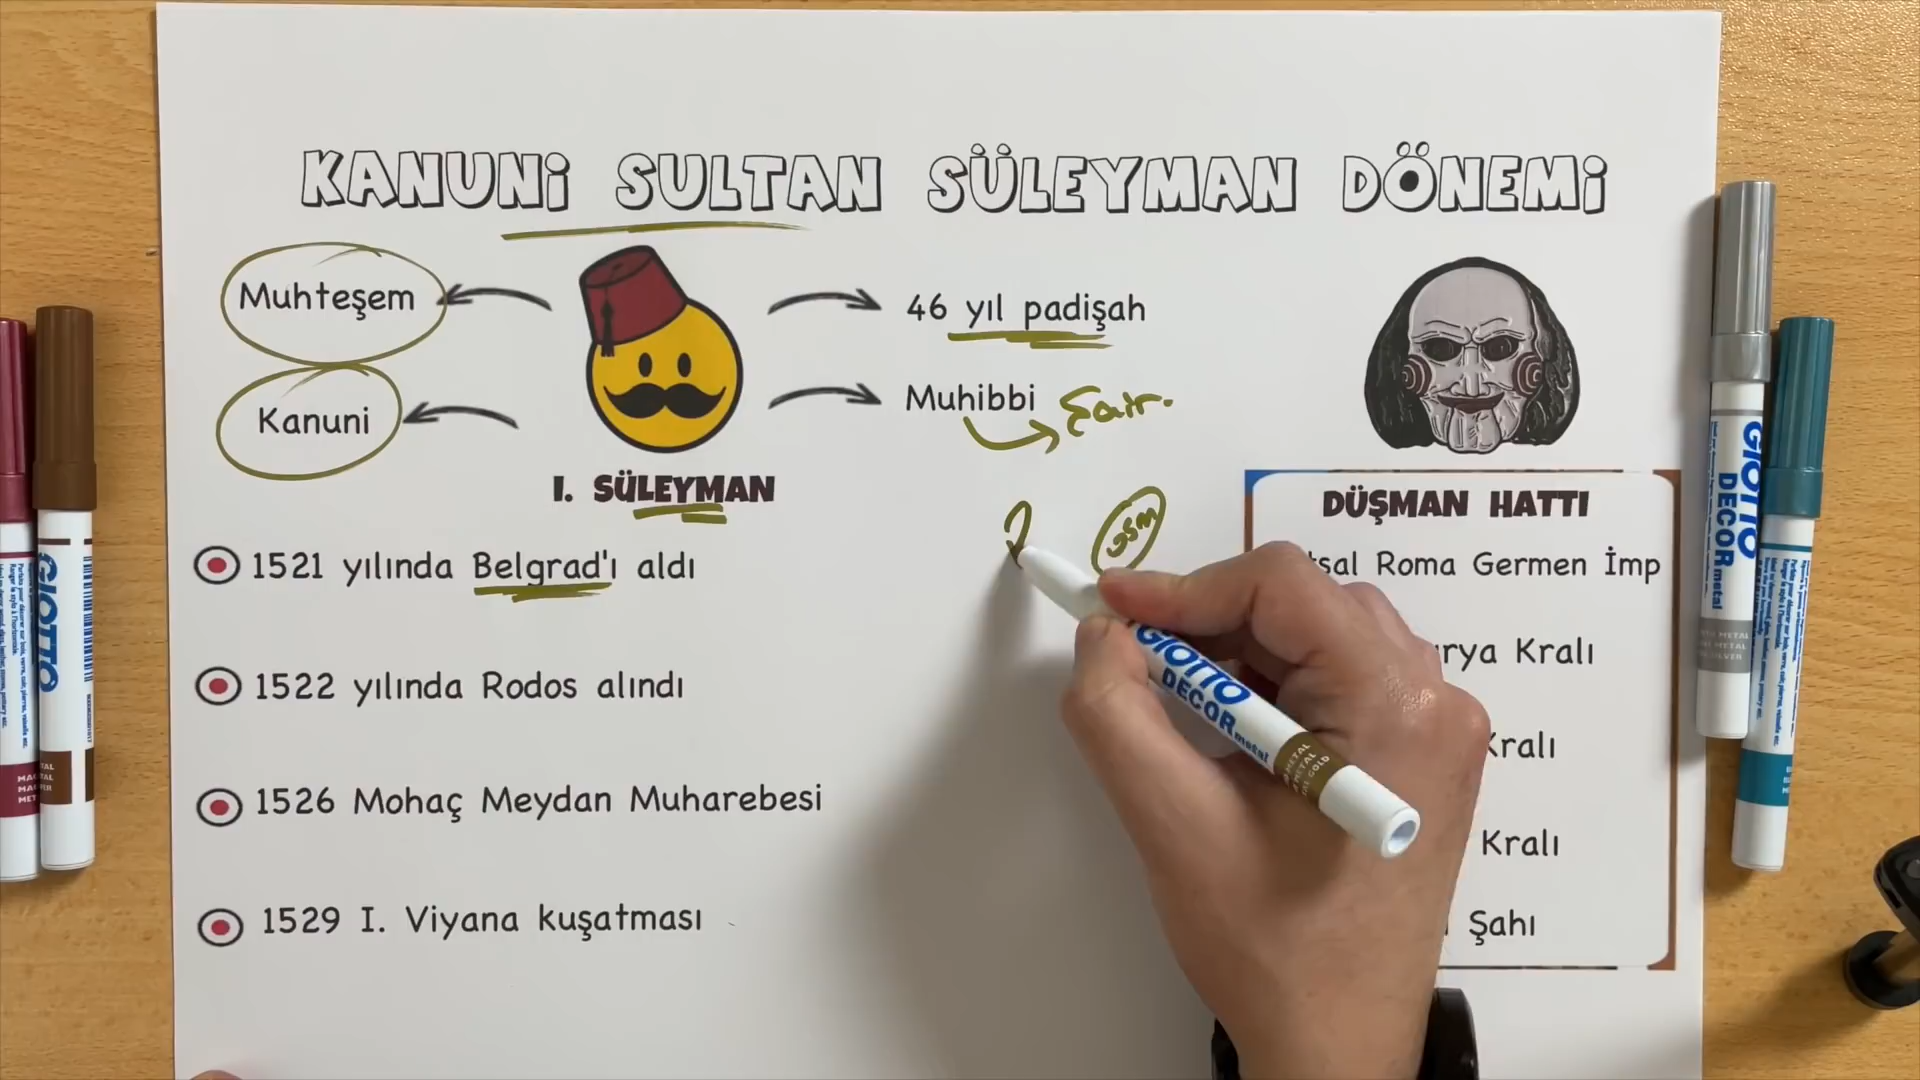 KANUNİ SULTAN SÜLEYMAN DÖNEMİ
Muhteşem
46 yıl padişah
Kanuni
Muhibbi Şair.
I. SÜLEYMAN
1521 yılında Belgrad'ı aldı
1522 yılında Rodos alındı
1526 Mohaç Meydan Muharebesi
1529 I. Viyana kuşatması
DÜŞMAN HATTI
Roma Germen İmp
Kralı
Kralı
Kralı
Şahı
GIOTTO
DECOR metal
GIOTTO
DECOR metal
GIOTTO
GIOTTO
GIOTTO